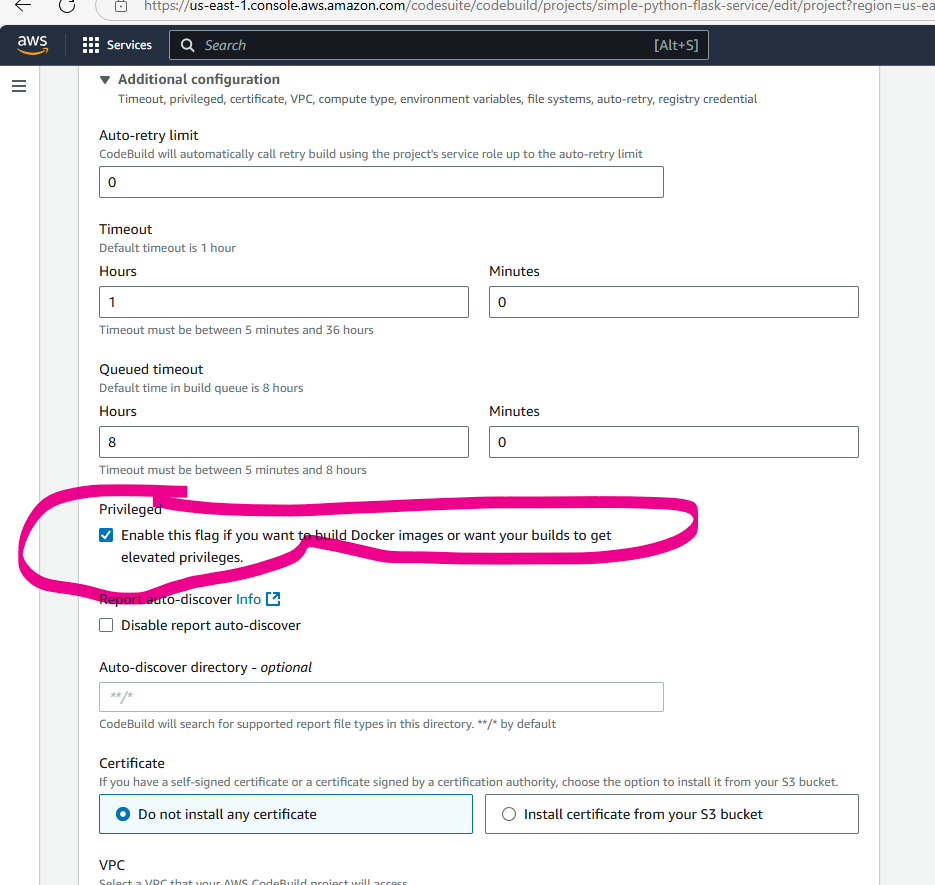 https://us-east-1.console.aws.amazon.com/codesuite/codebuild/projects/simple-python-flask-service/edit/project?region=us-ea
aws Services Search [Alt+S]
Additional configuration
Timeout, privileged, certificate, VPC, compute type, environment variables, file systems, auto-retry, registry credential
Auto-retry limit
CodeBuild will automatically call retry build using the project's service role up to the auto-retry limit
0
Timeout
Default timeout is 1 hour
Hours Minutes
1 0
Timeout must be between 5 minutes and 36 hours
Queued timeout
Default time in build queue is 8 hours
Hours Minutes
8 0
Timeout must be between 5 minutes and 8 hours
Privileged
Enable this flag if you want to build Docker images or want your builds to get
elevated privileges.
Report auto-discover Info
Disable report auto-discover
Auto-discover directory - optional
**/*
CodeBuild will search for supported report file types in this directory. **/* by default
Certificate
If you have a self-signed certificate or a certificate signed by a certification authority, choose the option to install it from your S3 bucket.
Do not install any certificate Install certificate from your S3 bucket
VPC
Select a VPC that your AWS CodeBuild project will access.